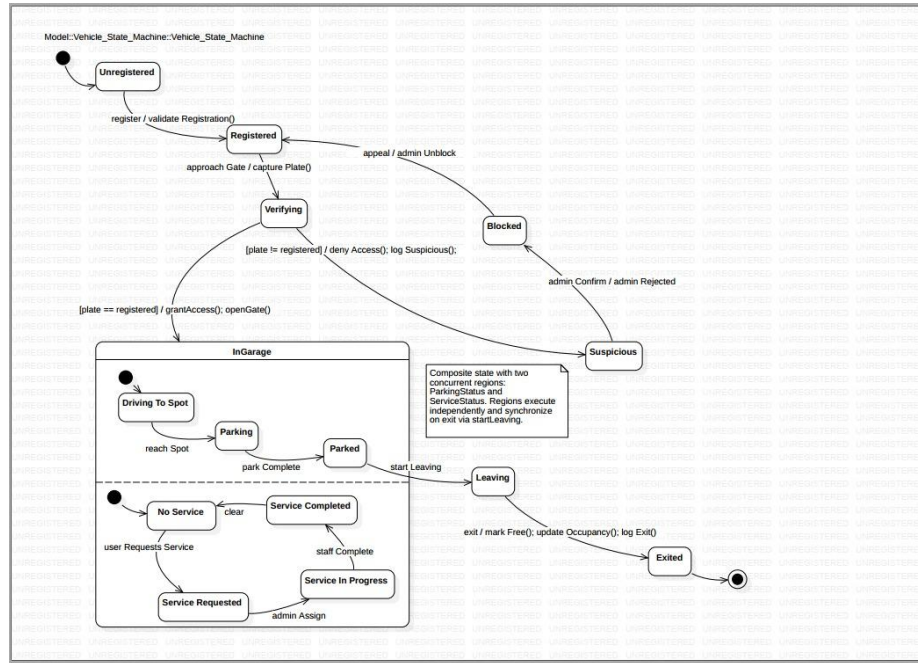 Model::Vehicle_State_Machine::Vehicle_State_Machine
Unregistered
register / validate Registration()
Registered
appeal / admin Unblock
approach Gate / capture Plate()
Verifying
Blocked
[plate != registered] / deny Access(); log Suspicious();
admin Confirm / admin Rejected
[plate == registered] / grantAccess(); openGate()
Suspicious
InGarage
Composite state with two
concurrent regions:
ParkingStatus and
ServiceStatus. Regions execute
independently and synchronize
on exit via startLeaving.
Driving To Spot
Parking
reach Spot
Parked
park Complete
start Leaving
Leaving
No Service
Service Completed
clear
exit / mark Free(); update Occupancy(); log Exit()
user Requests Service
staff Complete
Exited
Service In Progress
Service Requested
admin Assign
UNREGISTERED